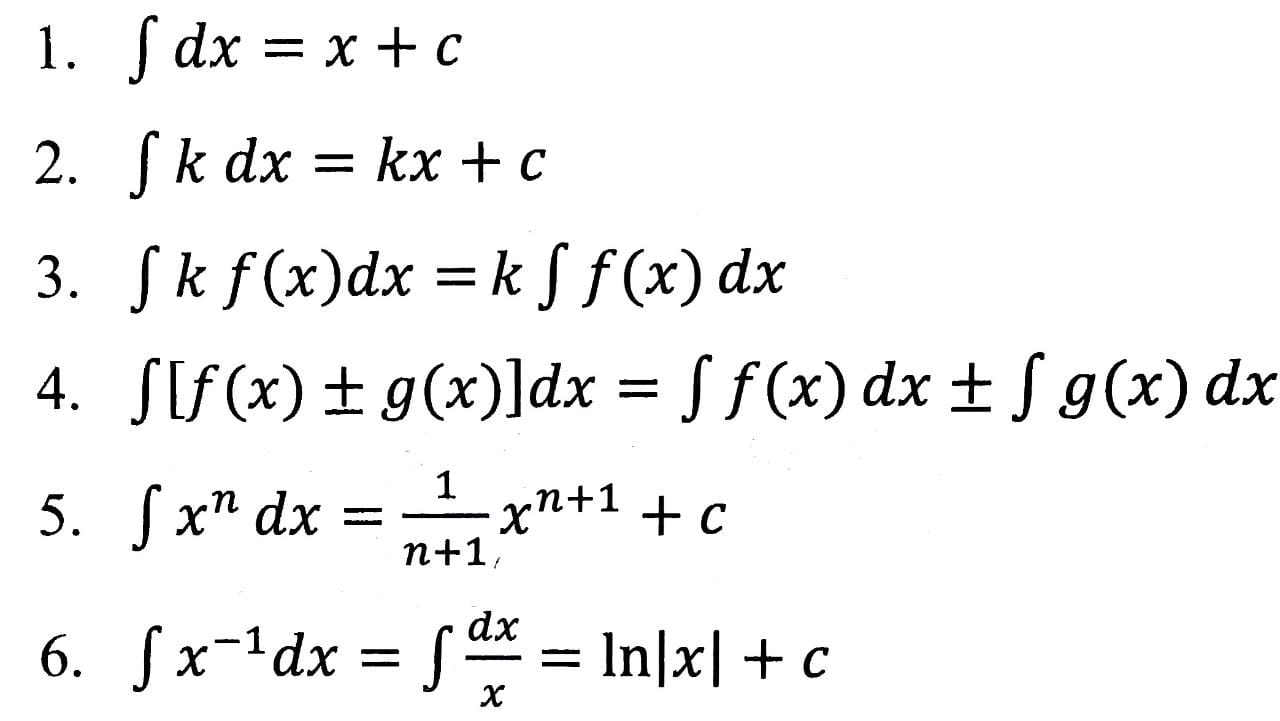 1. ∫ dx = x + c
2. ∫ k dx = kx + c
3. ∫ k f(x)dx = k ∫ f(x) dx
4. ∫[f(x) ± g(x)]dx = ∫ f(x) dx ± ∫ g(x) dx
5. ∫ xⁿ dx = 1/(n+1) xⁿ⁺¹ + c
6. ∫ x⁻¹dx = ∫ dx/x = ln|x| + c